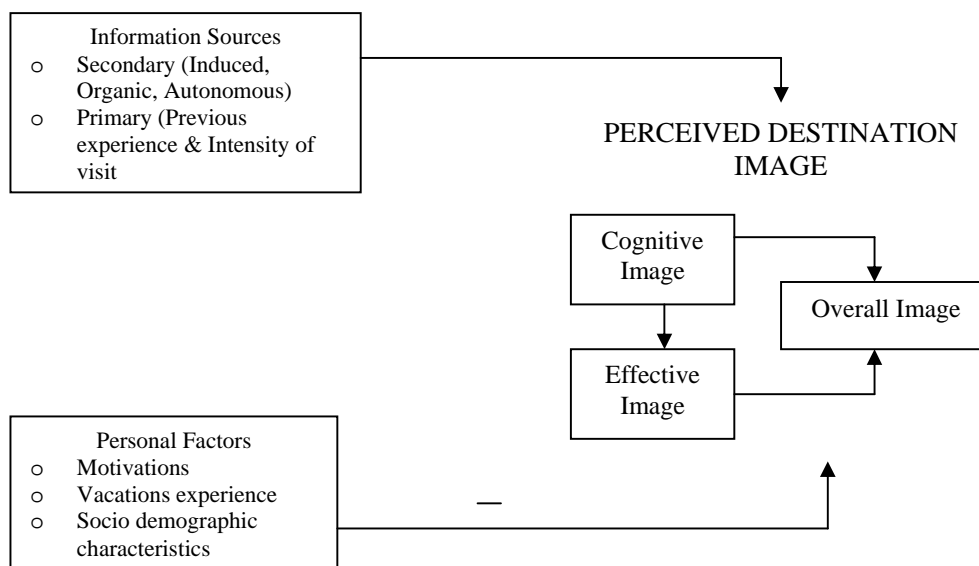 Information Sources
o Secondary (Induced,
Organic, Autonomous)
o Primary (Previous
experience & Intensity of
visit
PERCEIVED DESTINATION
IMAGE
Cognitive
Image
Overall Image
Effective
Image
Personal Factors
o Motivations
o Vacations experience
o Socio demographic
characteristics